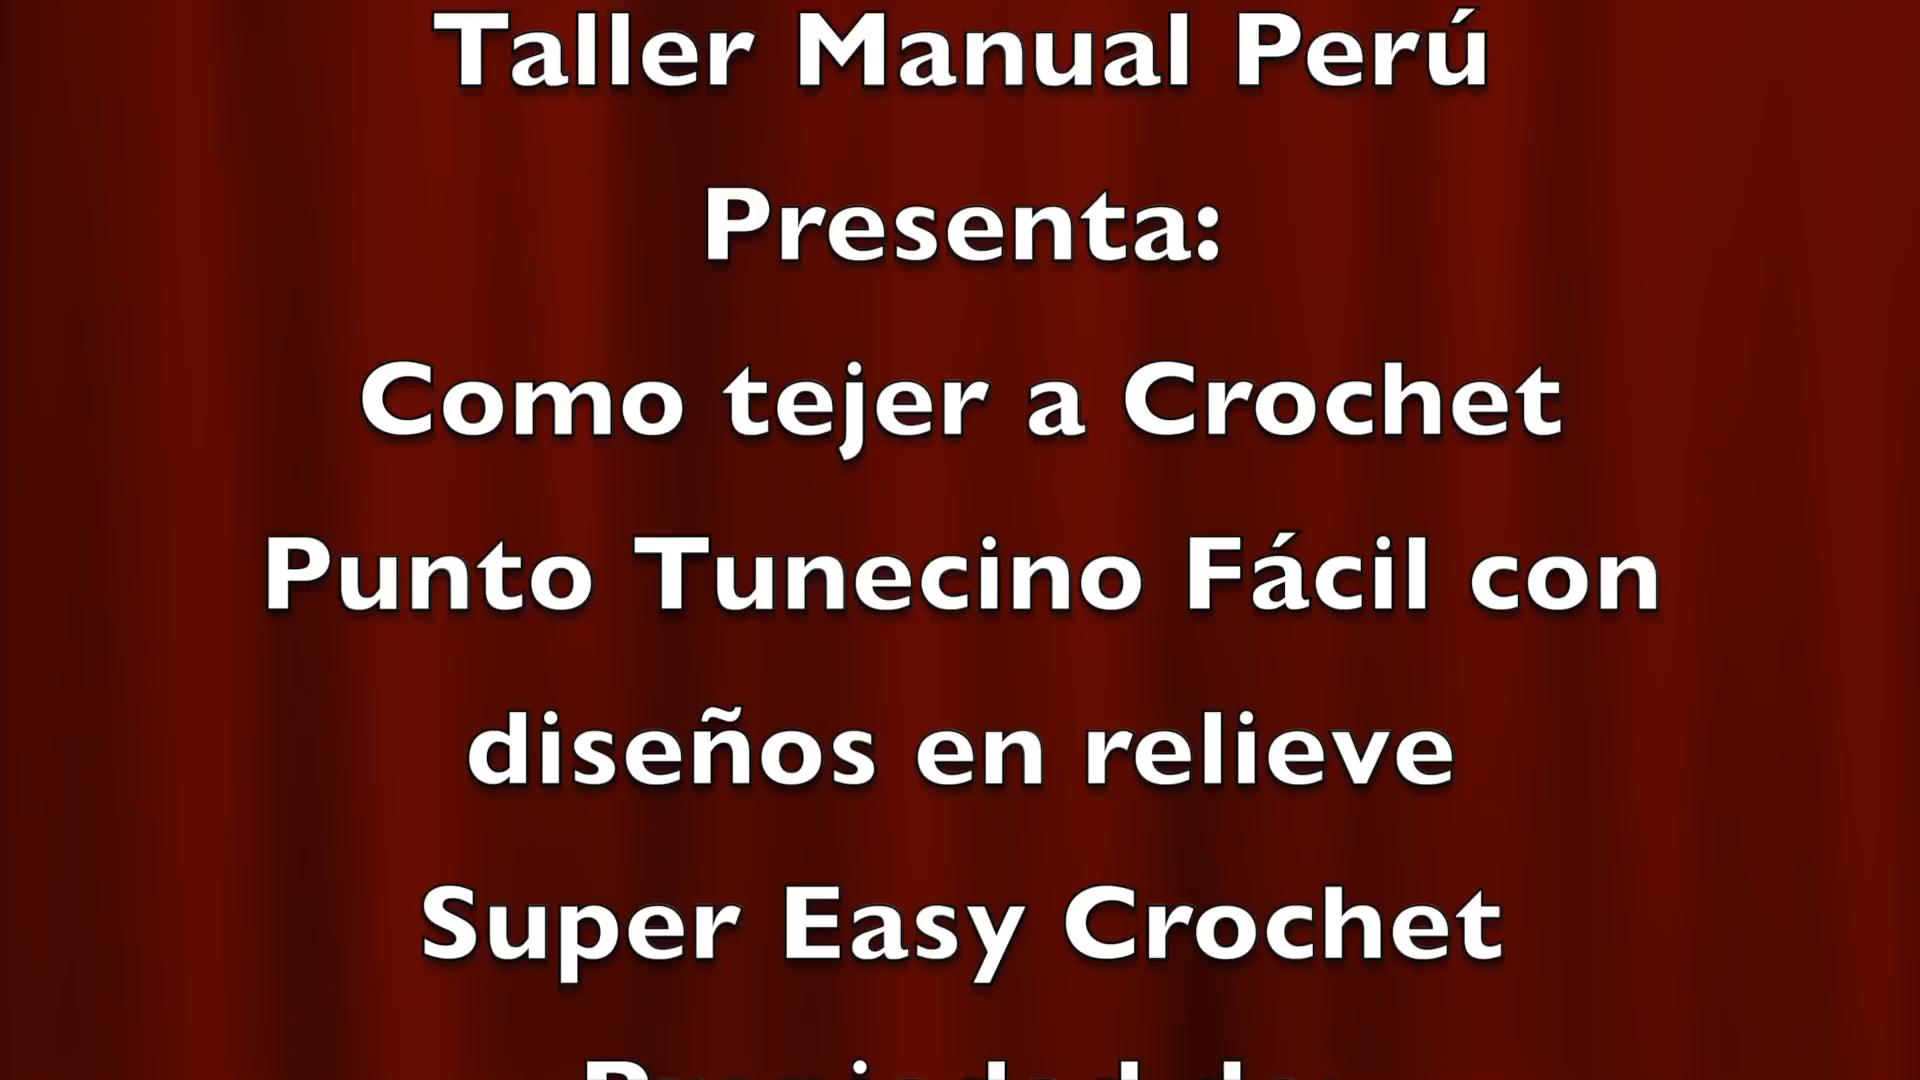 Taller Manual Perú
Presenta:
Como tejer a Crochet
Punto Tunecino Fácil con
diseños en relieve
Super Easy Crochet